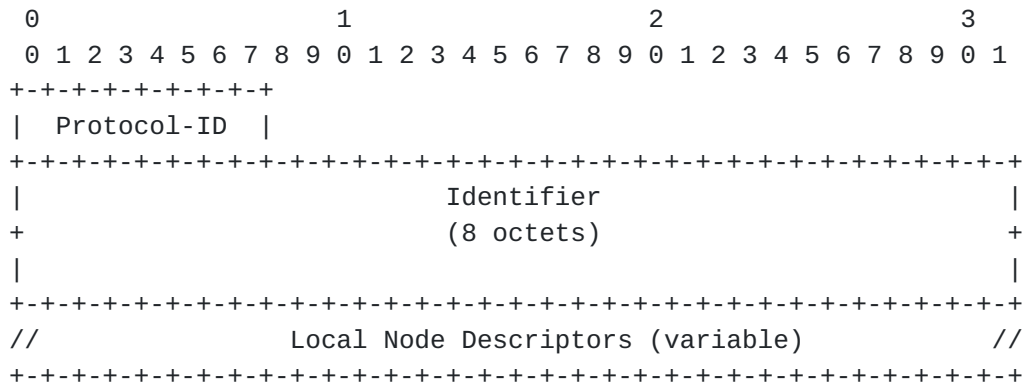 0                   1                   2                   3
 0 1 2 3 4 5 6 7 8 9 0 1 2 3 4 5 6 7 8 9 0 1 2 3 4 5 6 7 8 9 0 1
+-+-+-+-+-+-+-+-+
|  Protocol-ID  |
+-+-+-+-+-+-+-+-+-+-+-+-+-+-+-+-+-+-+-+-+-+-+-+-+-+-+-+-+-+-+-+-+
|                           Identifier                          |
+                           (8 octets)                          +
|                                                               |
+-+-+-+-+-+-+-+-+-+-+-+-+-+-+-+-+-+-+-+-+-+-+-+-+-+-+-+-+-+-+-+-+
//                Local Node Descriptors (variable)            //
+-+-+-+-+-+-+-+-+-+-+-+-+-+-+-+-+-+-+-+-+-+-+-+-+-+-+-+-+-+-+-+-+